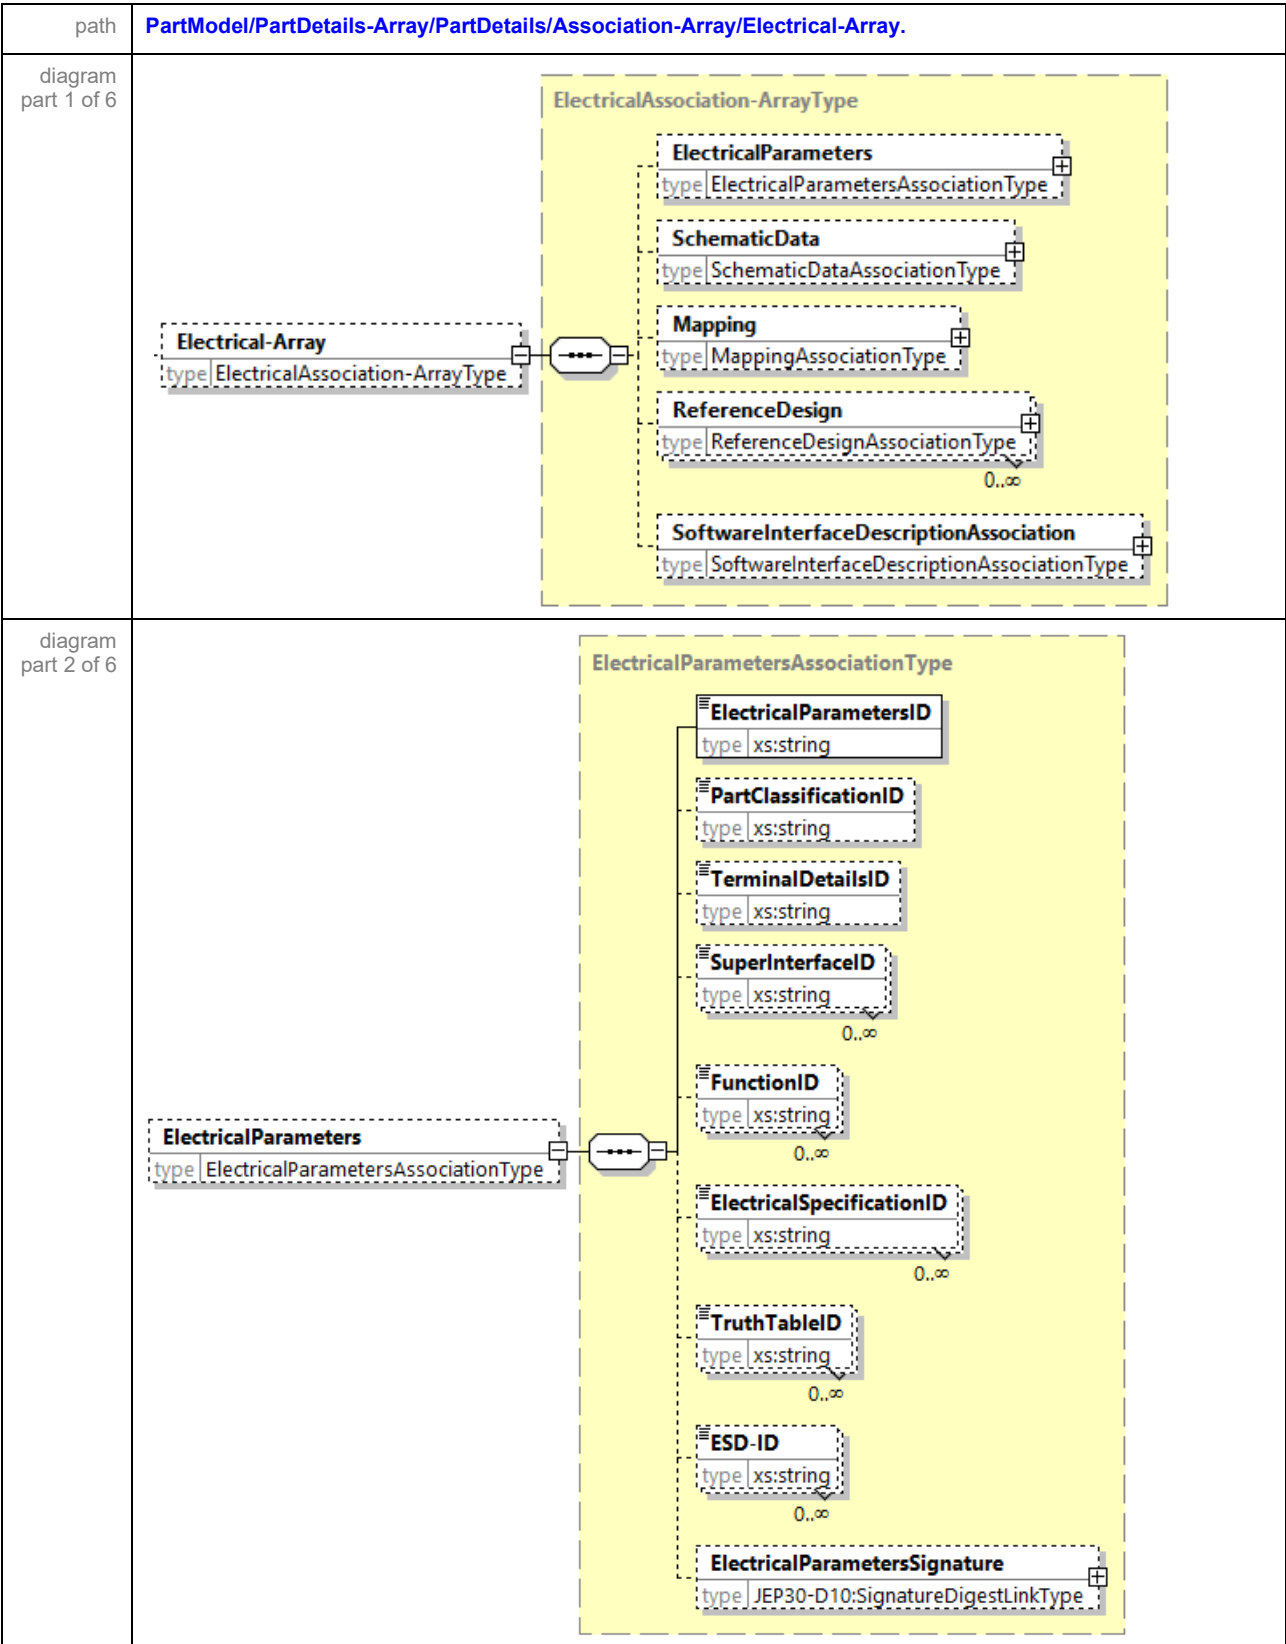 path
PartModel/PartDetails-Array/PartDetails/Association-Array/Electrical-Array.
diagram
part 1 of 6
ElectricalAssociation-ArrayType
ElectricalParameters
type ElectricalParametersAssociationType
SchematicData
type SchematicDataAssociationType
Mapping
type MappingAssociationType
Electrical-Array
type ElectricalAssociation-ArrayType
ReferenceDesign
type ReferenceDesignAssociationType
0..∞
SoftwareInterfaceDescriptionAssociation
type SoftwareInterfaceDescriptionAssociationType
diagram
part 2 of 6
ElectricalParametersAssociationType
ElectricalParametersID
type xs:string
PartClassificationID
type xs:string
TerminalDetailsID
type xs:string
SuperInterfaceID
type xs:string
0..∞
FunctionID
type xs:string
0..∞
ElectricalParameters
type ElectricalParametersAssociationType
ElectricalSpecificationID
type xs:string
0..∞
TruthTableID
type xs:string
0..∞
ESD-ID
type xs:string
0..∞
ElectricalParametersSignature
type JEP30-D10:SignatureDigestLinkType